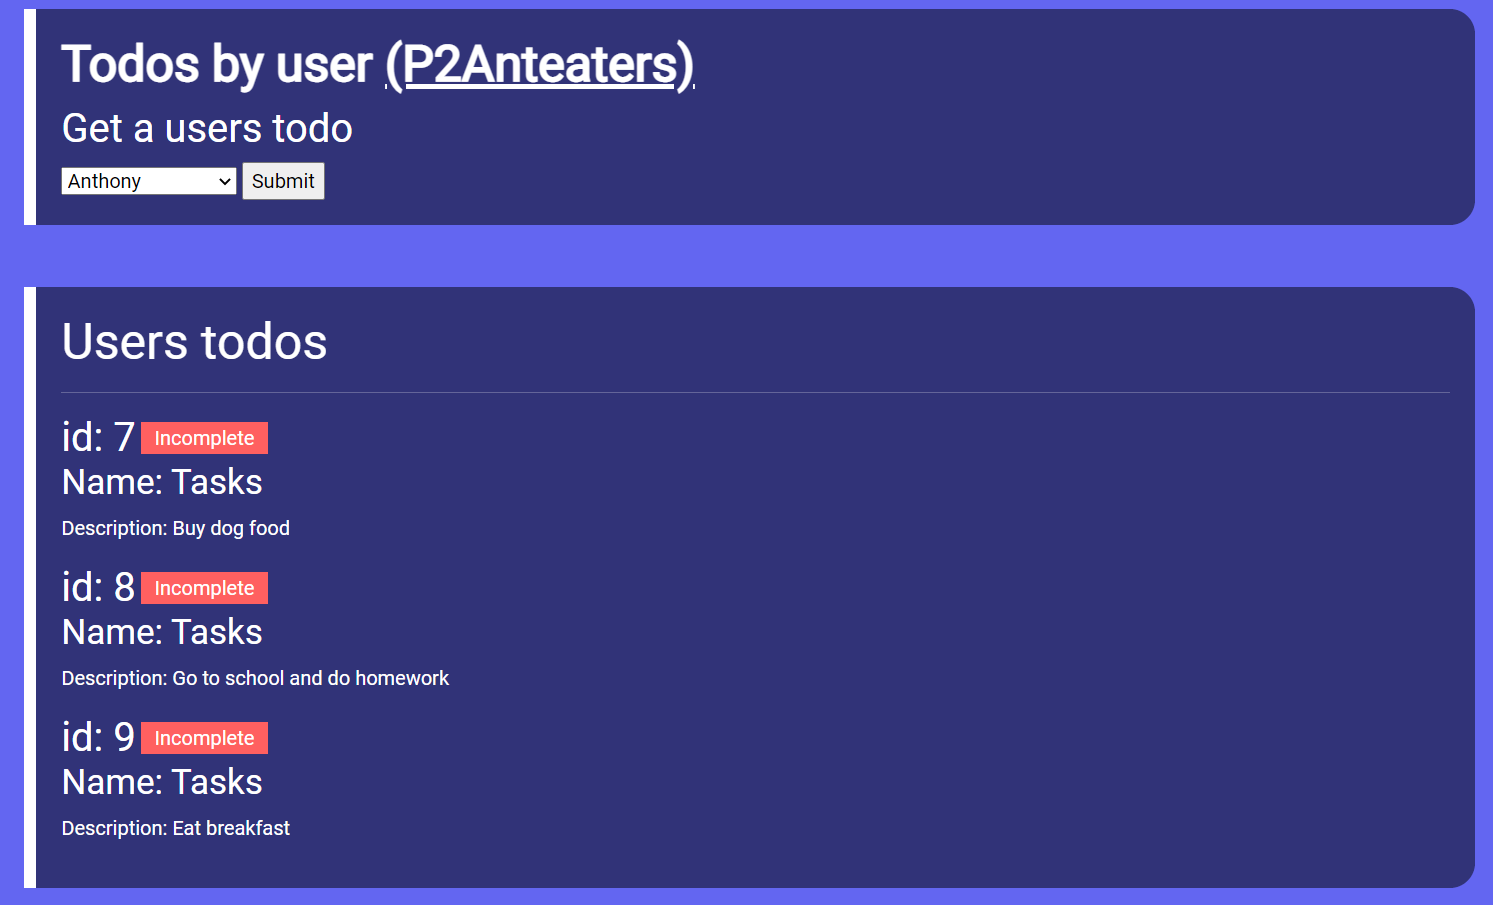 Todos by user (P2Anteaters)
Get a users todo
Anthony Submit
Users todos
id: 7 Incomplete
Name: Tasks
Description: Buy dog food
id: 8 Incomplete
Name: Tasks
Description: Go to school and do homework
id: 9 Incomplete
Name: Tasks
Description: Eat breakfast